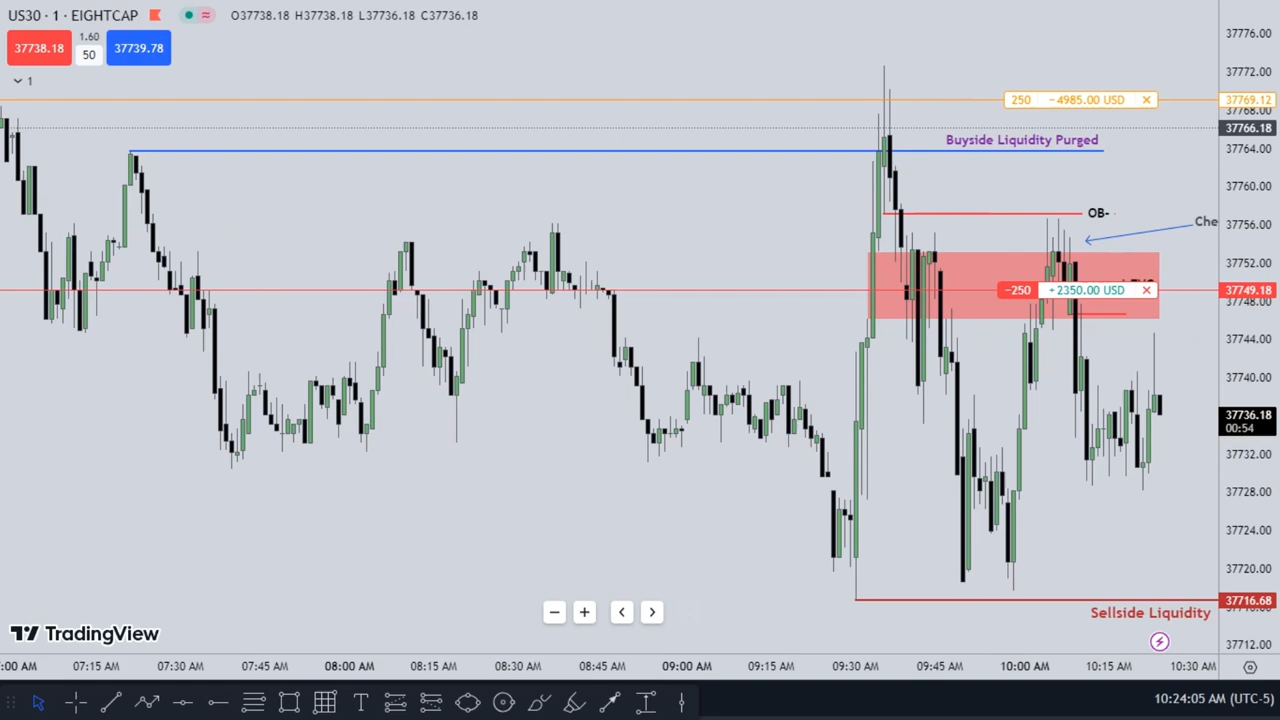 US30 · 1 · EIGHTCAP O37738.18 H37738.18 L37736.18 C37736.18
37738.18 1.60 50 37739.78
1
37776.00
37772.00
250 −4985.00 USD × 37769.12
37768.00
37766.18
Buyside Liquidity Purged
37764.00
37760.00
OB-
Che
37756.00
37752.00
−250 +2350.00 USD × 37749.18
37748.00
37744.00
37740.00
37736.18
00:54
37732.00
37728.00
37724.00
37720.00
37716.68
Sellside Liquidity
37712.00
TradingView
:00 AM 07:15 AM 07:30 AM 07:45 AM 08:00 AM 08:15 AM 08:30 AM 08:45 AM 09:00 AM 09:15 AM 09:30 AM 09:45 AM 10:00 AM 10:15 AM 10:30 AM
10:24:05 AM (UTC-5)